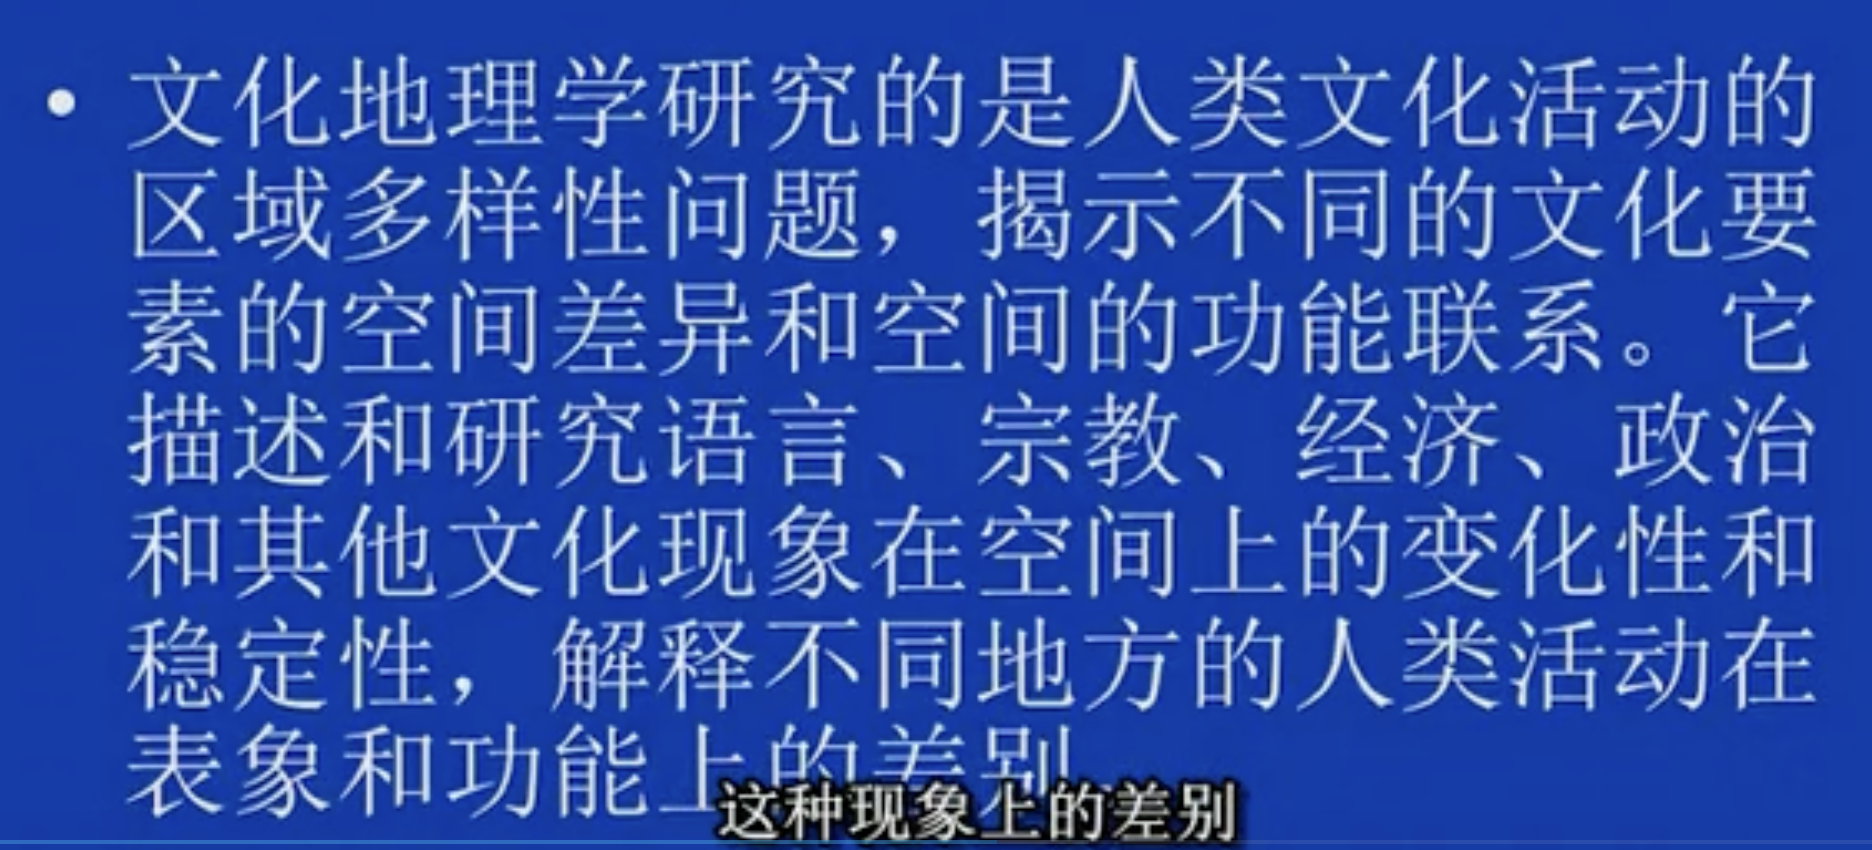 • 文化地理学研究的是人类文化活动的
区域多样性问题，揭示不同的文化要
素的空间差异和空间的功能联系。它
描述和研究语言、宗教、经济、政治
和其他文化现象在空间上的变化性和
稳定性，解释不同地方的人类活动在
表象和功能上的差别
这种现象上的差别